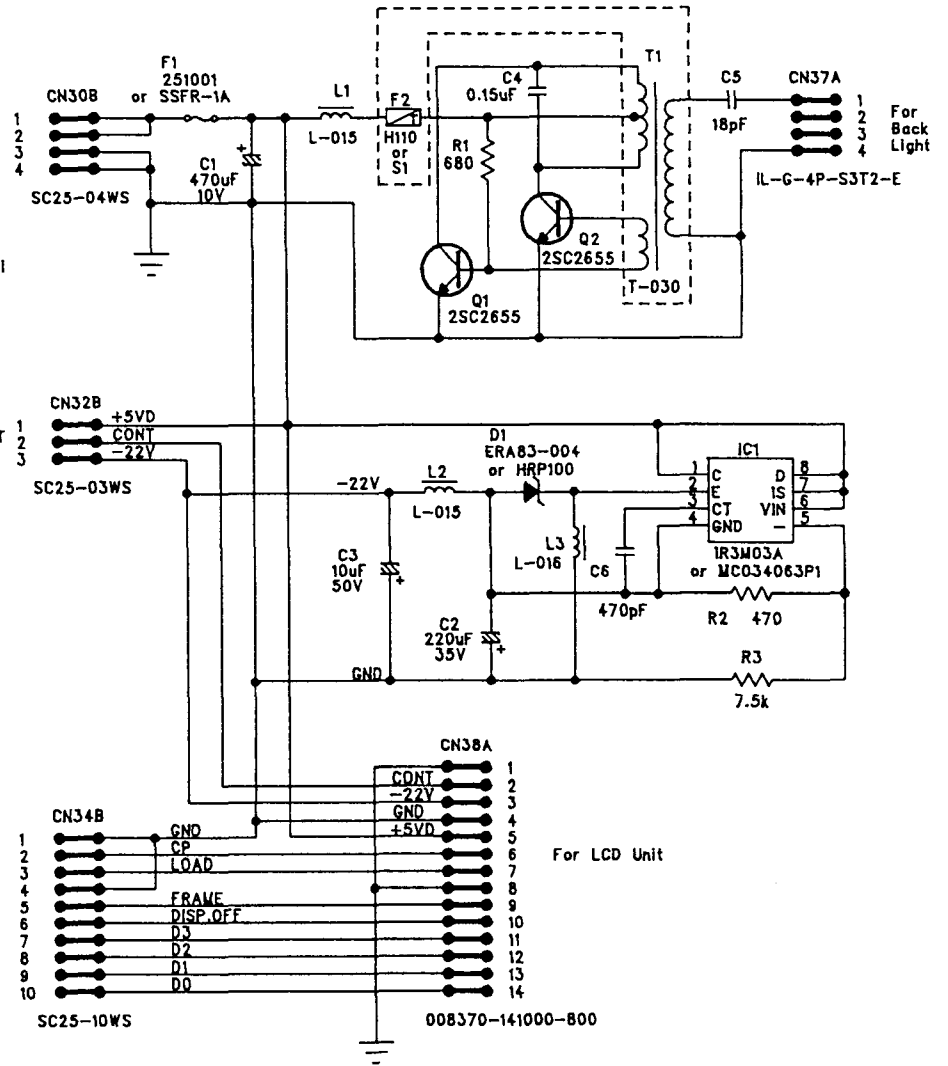 F1
251001
or SSFR-1A
CN30B
1
2
3
4
SC25-04WS
C1
470uF
10V
+
L1
L-015
F2
H110
or
S1
R1
680
C4
0.15uF
T1
T-030
Q2
2SC2655
Q1
2SC2655
C5
18pF
CN37A
1
2
3
4
For
Back
Light
IL-G-4P-S3T2-E
CN32B
1
2
3
+5VD
CONT
-22V
SC25-03WS
-22V
L2
L-015
D1
ERA83-004
or HRP100
C3
10uF
50V
+
C2
220uF
35V
+
L3
L-016
C6
470pF
IC1
1
2
3
4
C
E
CT
GND
D
IS
VIN
-
8
7
6
5
IR3M03A
or MC034063P1
R2 470
R3
7.5k
GND
CN38A
CONT
-22V
GND
+5VD
1
2
3
4
5
6
7
8
9
10
11
12
13
14
008370-141000-800
For LCD Unit
CN34B
1
2
3
4
5
6
7
8
9
10
GND
CP
LOAD
FRAME
DISP.OFF
D3
D2
D1
D0
SC25-10WS